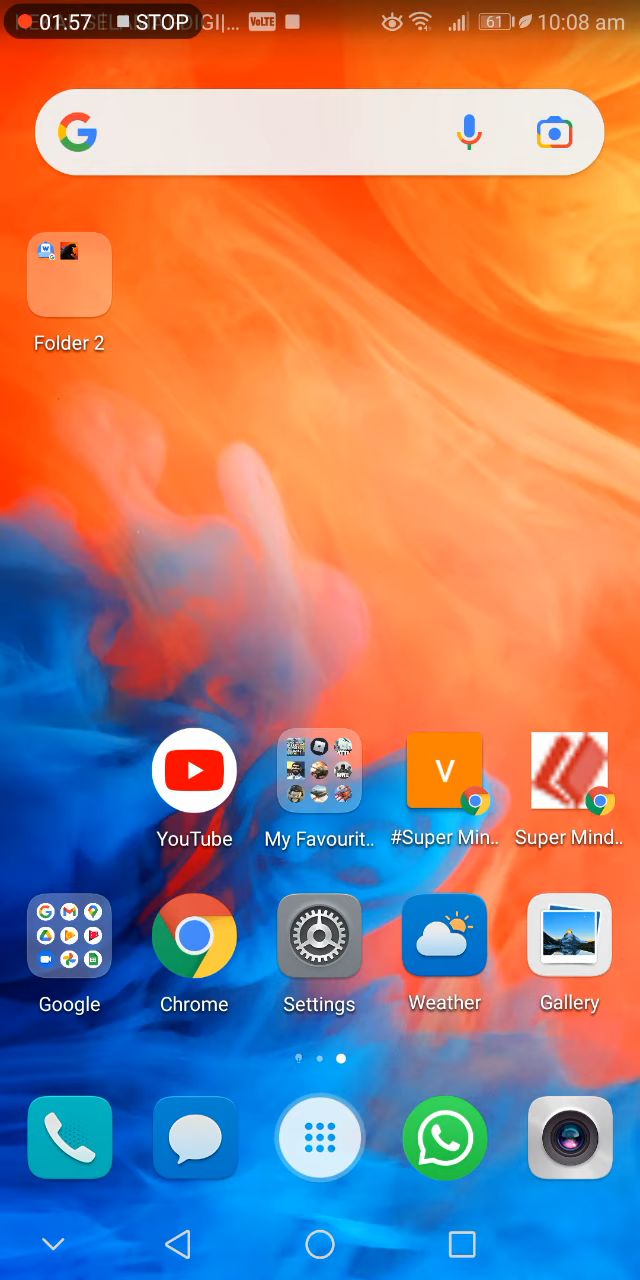 01:57 STOP VoLTE 61 10:08 am
Folder 2
V
YouTube My Favourit.. #Super Min.. Super Mind..
Google Chrome Settings Weather Gallery